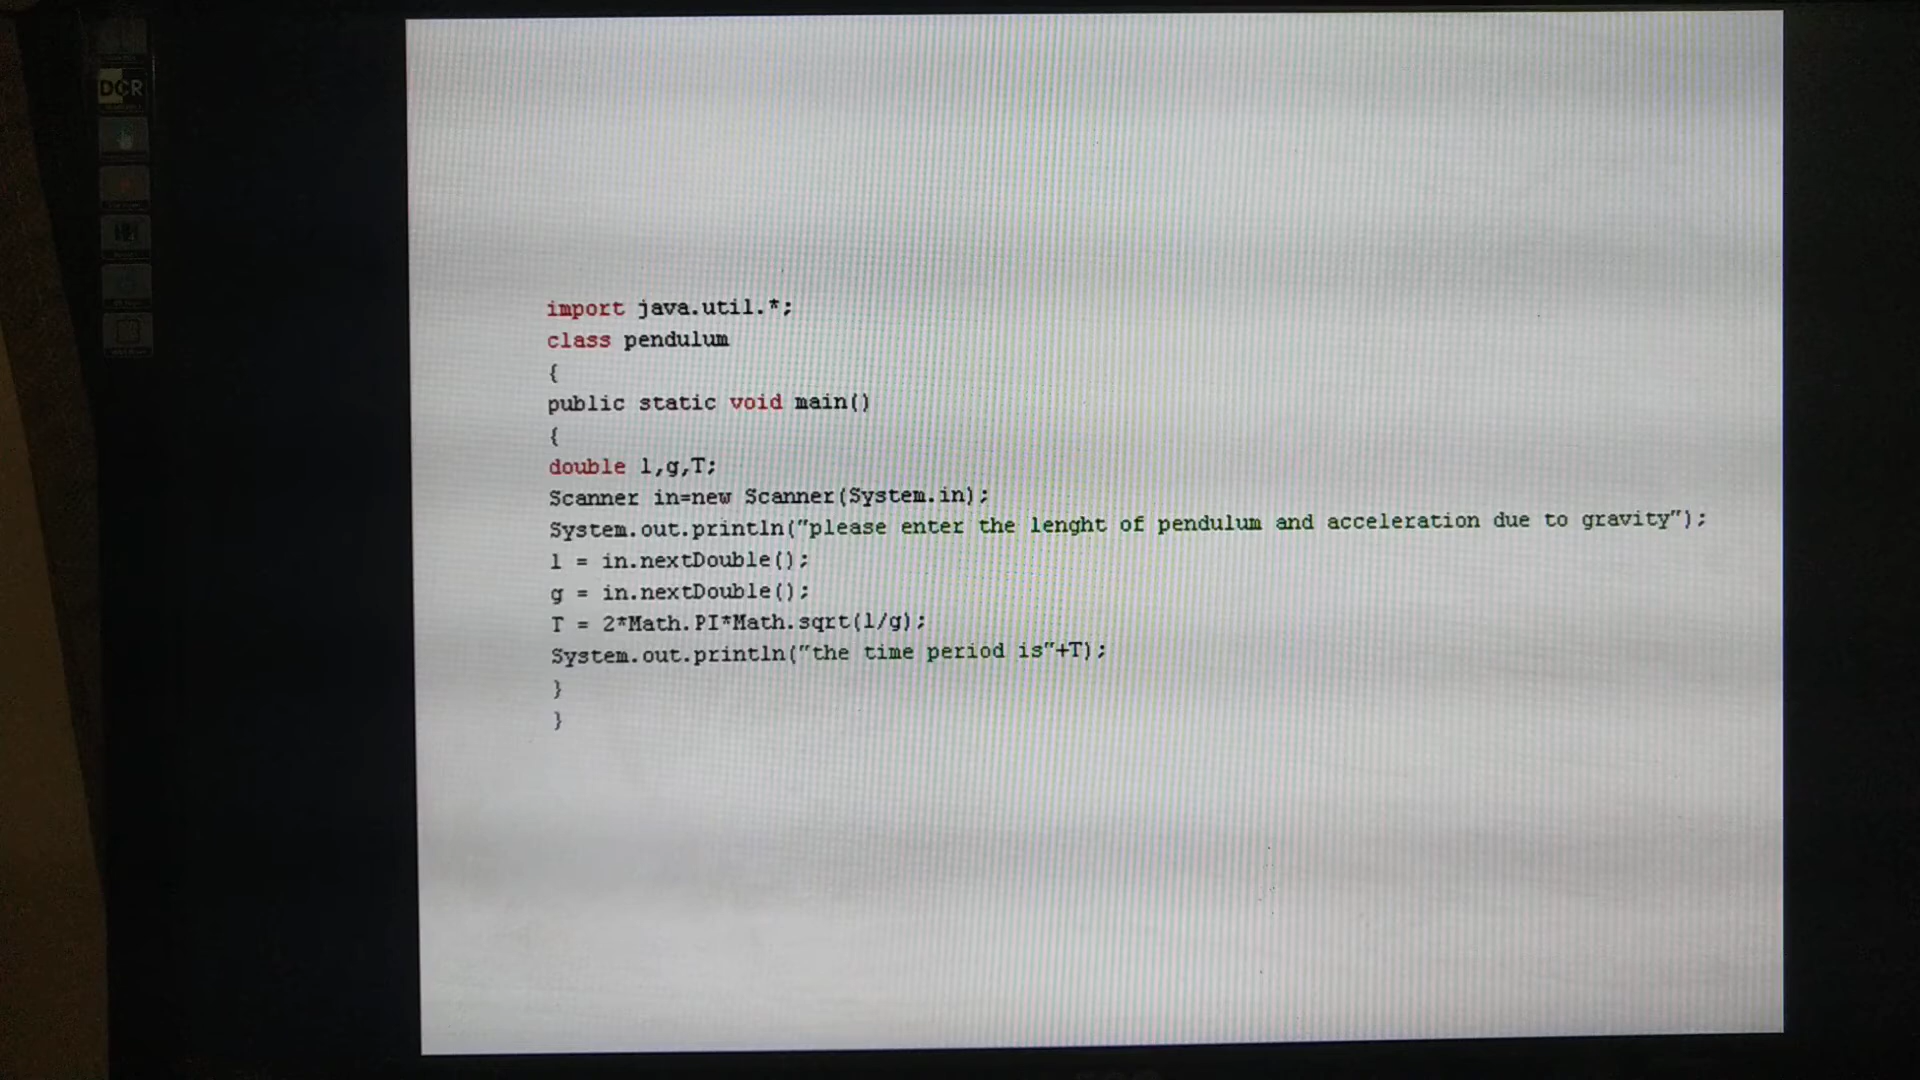 DCR
import java.util.*;
class pendulum
{
public static void main()
{
double l,g,T;
Scanner in=new Scanner(System.in);
System.out.println("please enter the lenght of pendulum and acceleration due to gravity");
l = in.nextDouble();
g = in.nextDouble();
T = 2*Math.PI*Math.sqrt(l/g);
System.out.println("the time period is"+T);
}
}